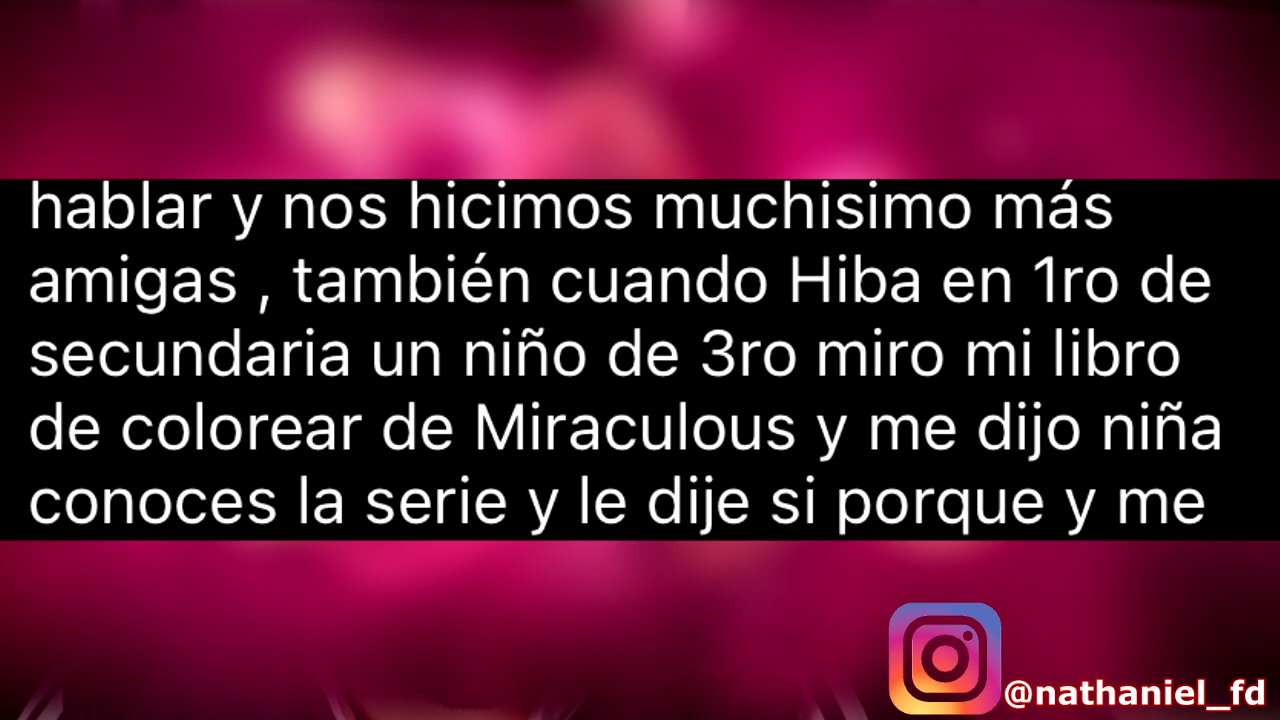 hablar y nos hicimos muchisimo más
amigas , también cuando Hiba en 1ro de
secundaria un niño de 3ro miro mi libro
de colorear de Miraculous y me dijo niña
conoces la serie y le dije si porque y me
@nathaniel_fd